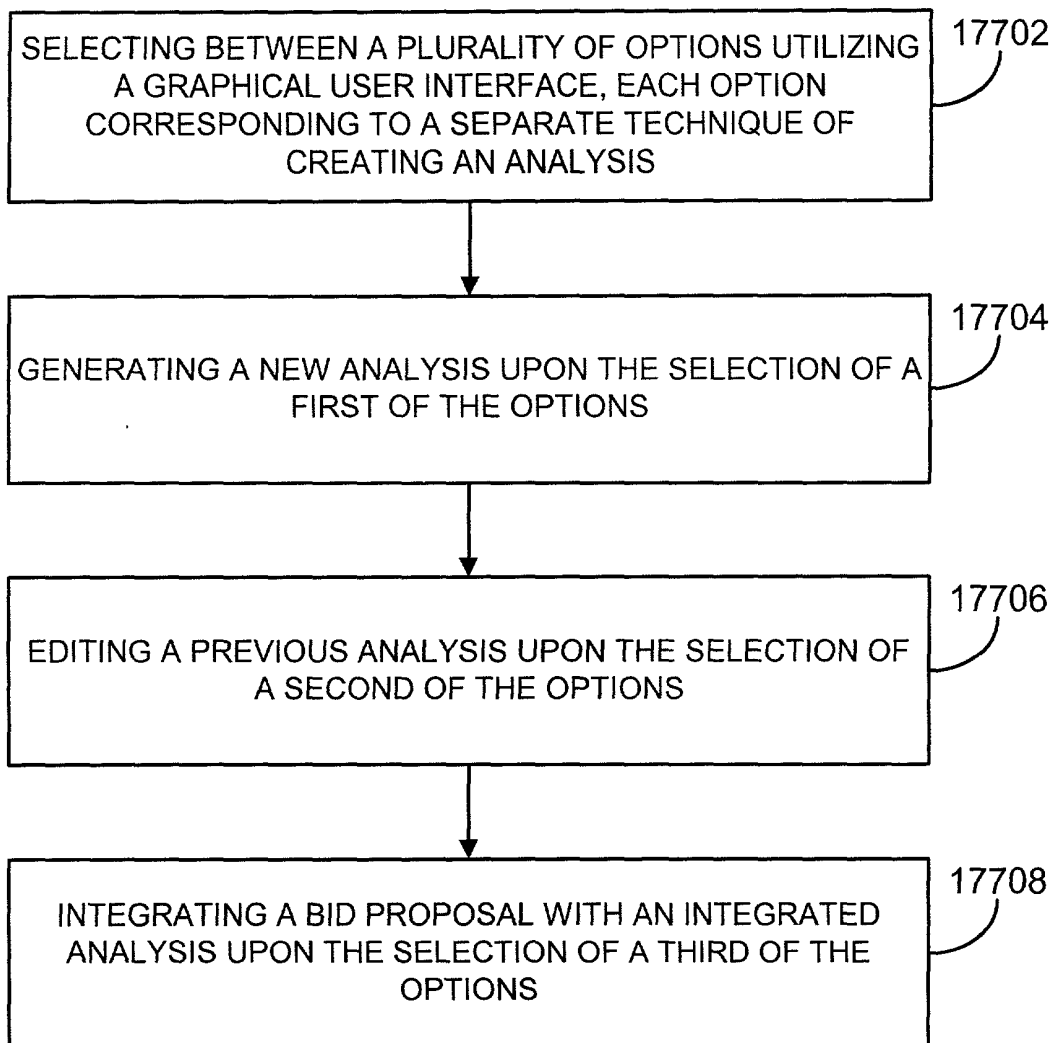 SELECTING BETWEEN A PLURALITY OF OPTIONS UTILIZING
A GRAPHICAL USER INTERFACE, EACH OPTION
CORRESPONDING TO A SEPARATE TECHNIQUE OF
CREATING AN ANALYSIS
17702
GENERATING A NEW ANALYSIS UPON THE SELECTION OF A
FIRST OF THE OPTIONS
17704
EDITING A PREVIOUS ANALYSIS UPON THE SELECTION OF
A SECOND OF THE OPTIONS
17706
INTEGRATING A BID PROPOSAL WITH AN INTEGRATED
ANALYSIS UPON THE SELECTION OF A THIRD OF THE
OPTIONS
17708